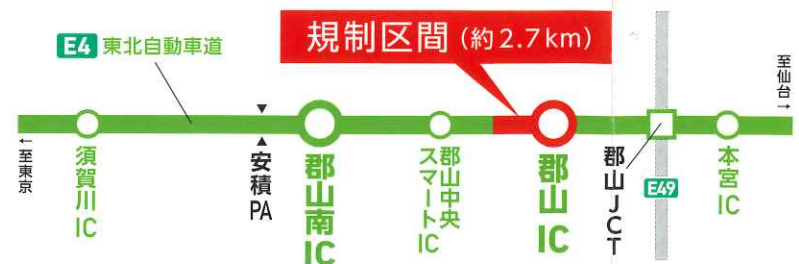 規制区間(約2.7km)
E4 東北自動車道
至仙台→
←至東京
須賀川IC
安積PA
郡山南IC
郡山中央
スマートIC
郡山IC
郡山JCT
E49
本宮IC